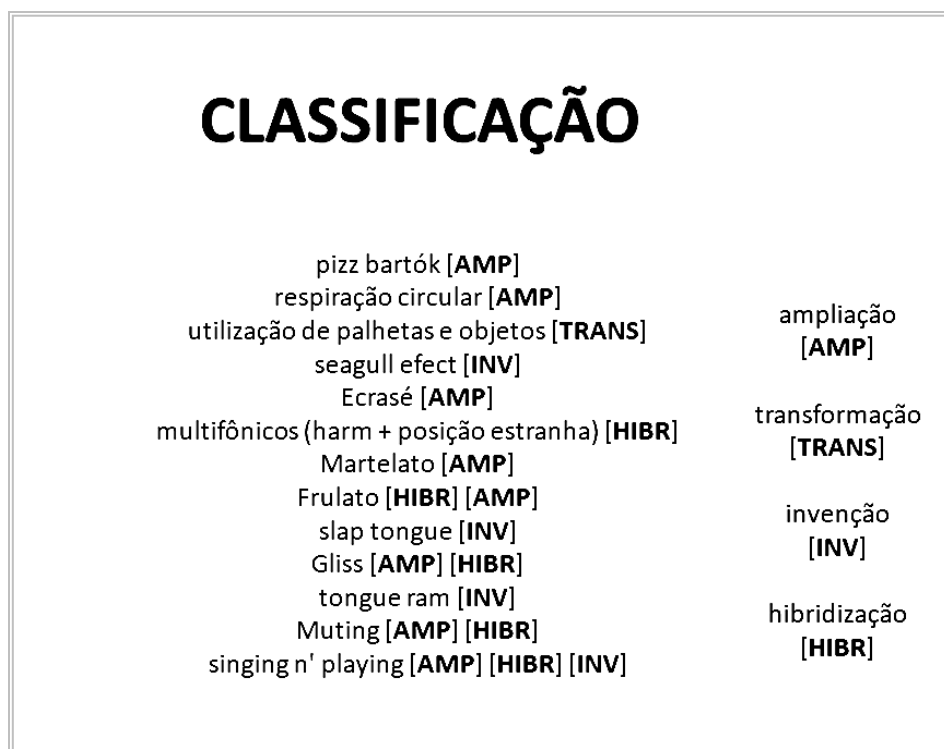 CLASSIFICAÇÃO
pizz bartók [AMP]
respiração circular [AMP]
utilização de palhetas e objetos [TRANS]
seagull efect [INV]
Ecrasé [AMP]
multifônicos (harm + posição estranha) [HIBR]
Martelato [AMP]
Frulato [HIBR] [AMP]
slap tongue [INV]
Gliss [AMP] [HIBR]
tongue ram [INV]
Muting [AMP] [HIBR]
singing n' playing [AMP] [HIBR] [INV]
ampliação
[AMP]
transformação
[TRANS]
invenção
[INV]
hibridização
[HIBR]